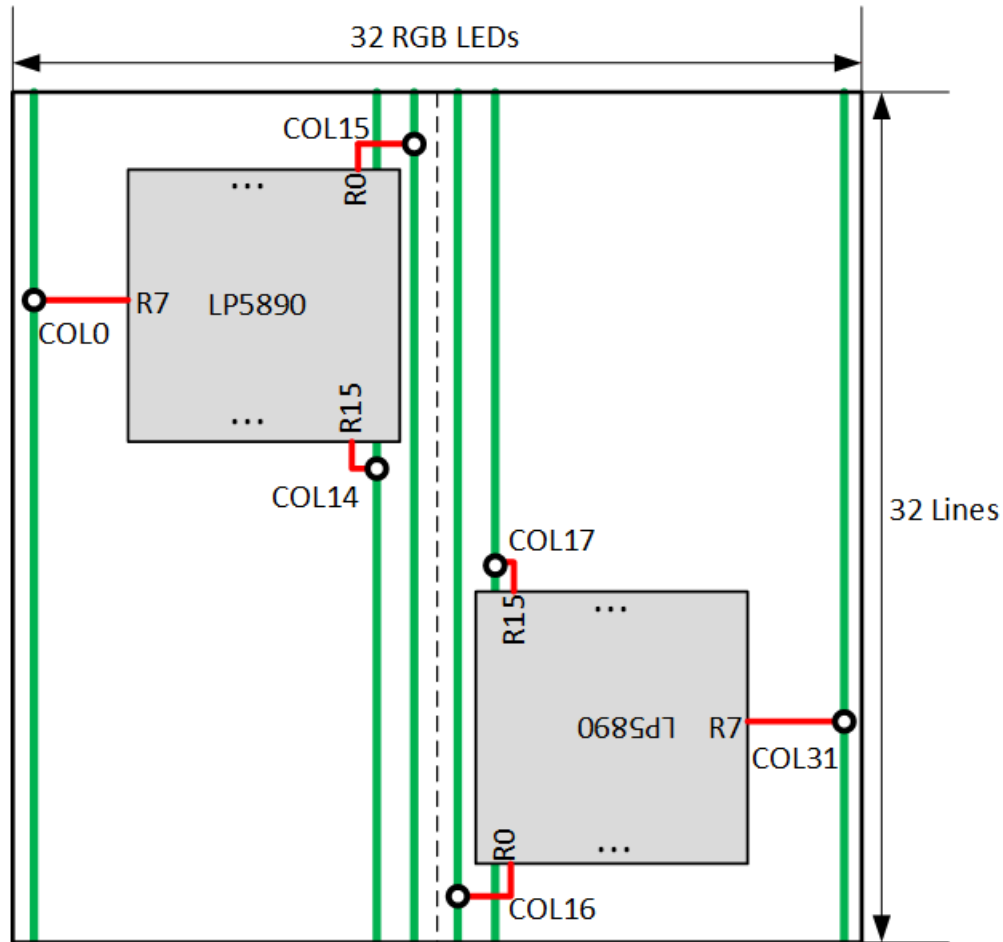 32 RGB LEDs
COL15
...
R0
R7
LP5890
COL0
R15
...
COL14
32 Lines
COL17
R15
...
LP5890
R7
COL31
R0
...
COL16